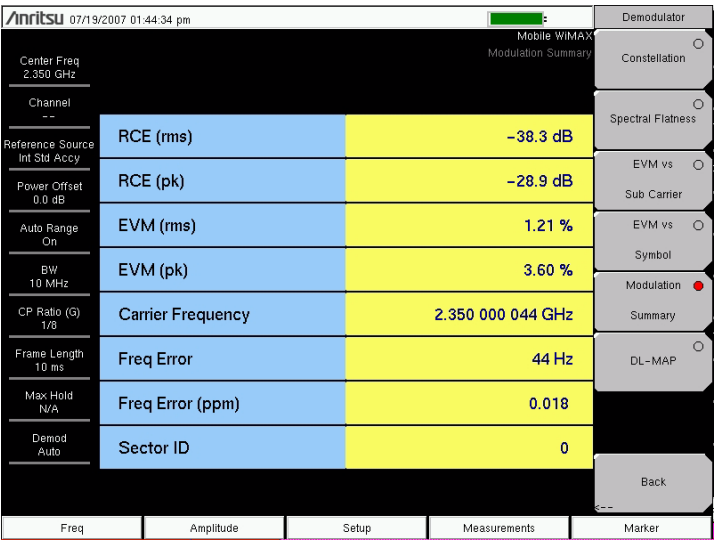 Anritsu 07/19/2007 01:44:34 pm
Mobile WiMAX
Modulation Summary
Center Freq
2.350 GHz
Channel
--
Reference Source
Int Std Accy
Power Offset
0.0 dB
Auto Range
On
BW
10 MHz
CP Ratio (G)
1/8
Frame Length
10 ms
Max Hold
N/A
Demod
Auto
RCE (rms) -38.3 dB
RCE (pk) -28.9 dB
EVM (rms) 1.21 %
EVM (pk) 3.60 %
Carrier Frequency 2.350 000 044 GHz
Freq Error 44 Hz
Freq Error (ppm) 0.018
Sector ID 0
Demodulator
Constellation
Spectral Flatness
EVM vs
Sub Carrier
EVM vs
Symbol
Modulation
Summary
DL-MAP
Back
<--
Freq Amplitude Setup Measurements Marker